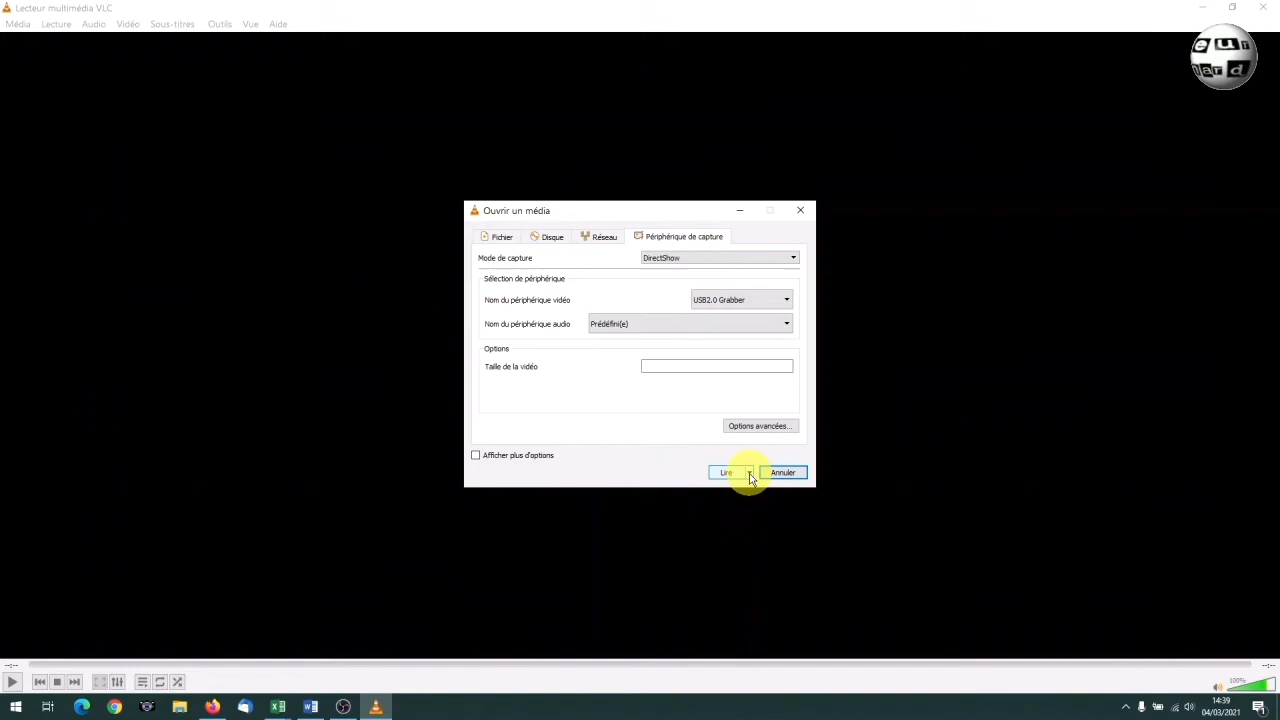 Lecteur multimédia VLC
Média Lecture Audio Vidéo Sous-titres Outils Vue Aide
eur
lard
Ouvrir un média
Fichier Disque Réseau Périphérique de capture
Mode de capture DirectShow
Sélection de périphérique
Nom du périphérique vidéo USB2.0 Grabber
Nom du périphérique audio Prédéfini(e)
Options
Taille de la vidéo
Options avancées...
Afficher plus d'options
Lire Annuler
--:-- --:--
100%
14:39
04/03/2021